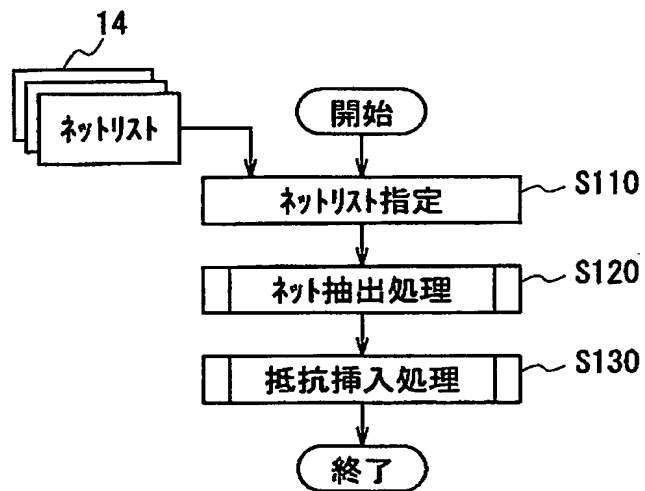 14
ネットリスト
開始
ネットリスト指定
S110
ネット抽出処理
S120
抵抗挿入処理
S130
終了